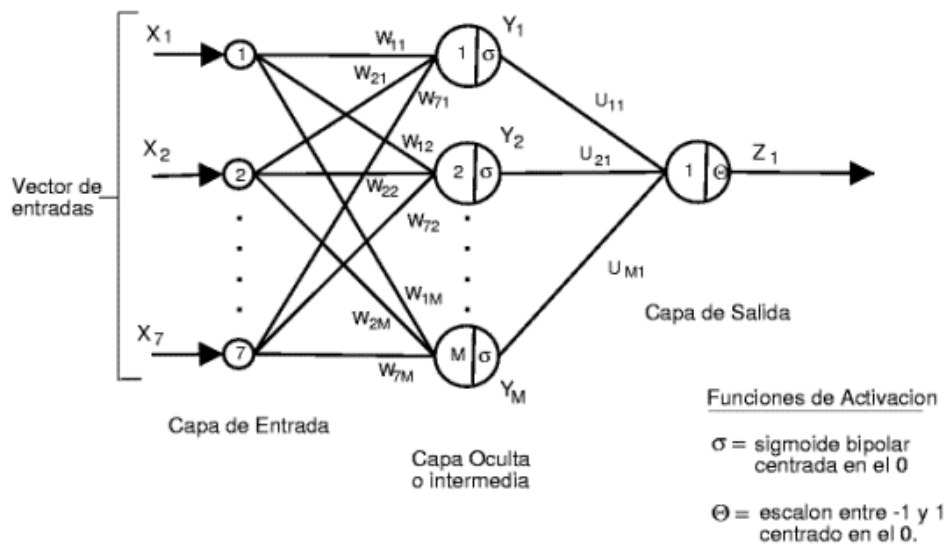 X1
X2
X7
Vector de
entradas
1
2
7
W11
W21
W71
W12
W22
W72
W1M
W2M
W7M
Capa de Entrada
Y1
1 σ
Y2
2 σ
M σ
YM
Capa Oculta
o intermedia
U11
U21
UM1
1 Θ
Z1
Capa de Salida
Funciones de Activacion
σ = sigmoide bipolar
centrada en el 0
Θ = escalon entre -1 y 1
centrado en el 0.